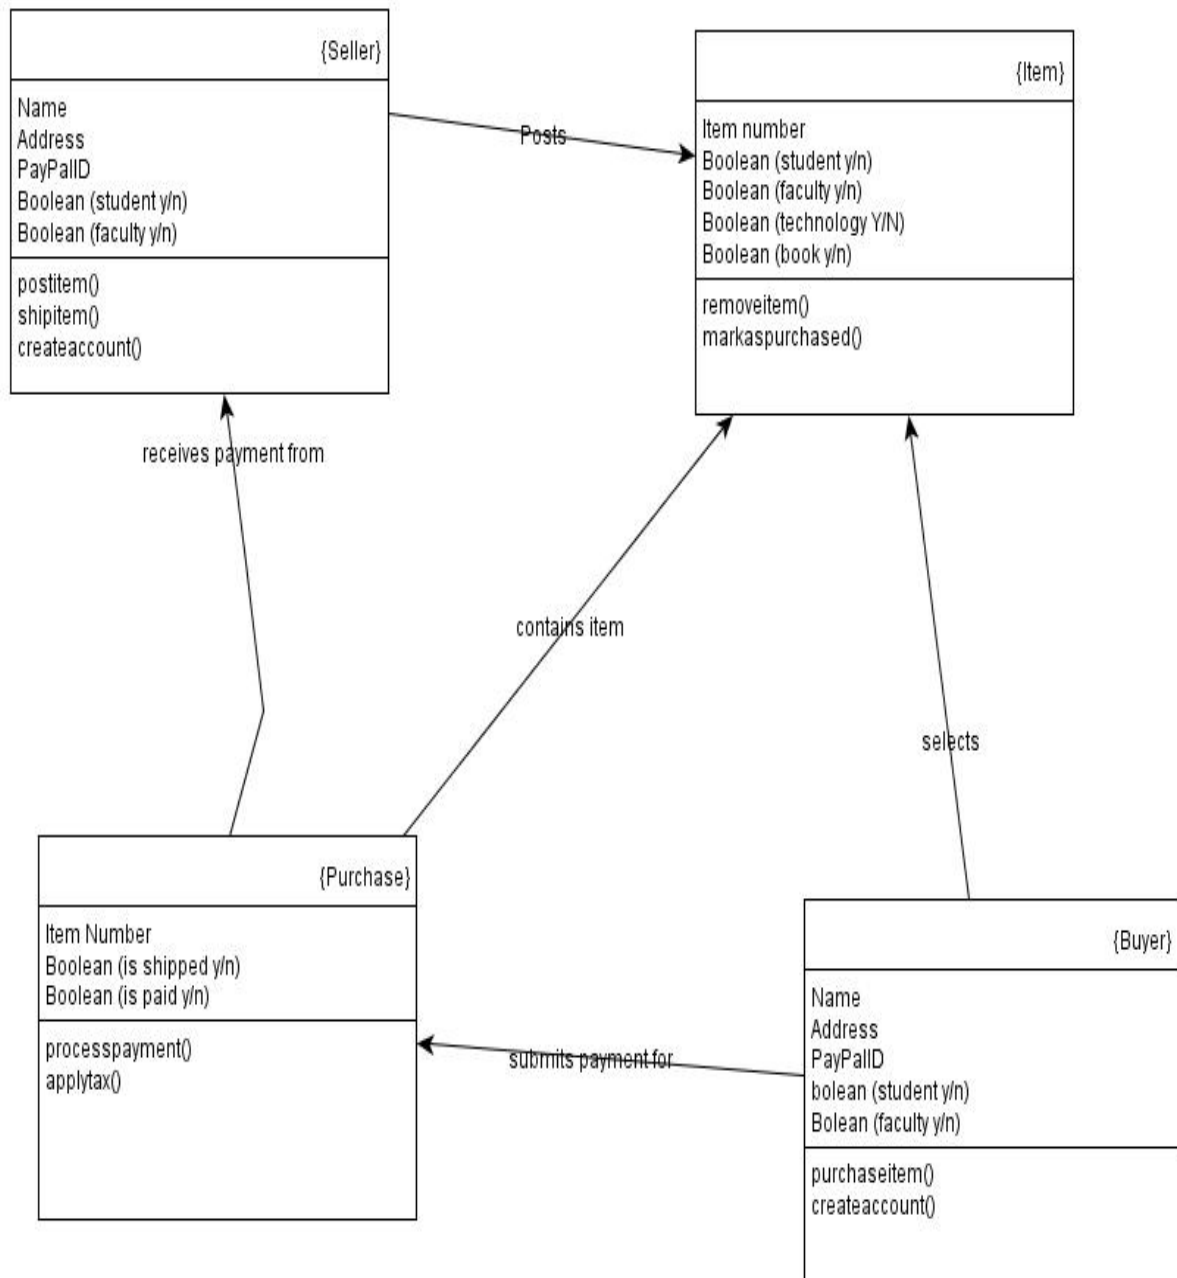 {Seller}
Name
Address
PayPalID
Boolean (student y/n)
Boolean (faculty y/n)
postitem()
shipitem()
createaccount()
Posts
{Item}
Item number
Boolean (student y/n)
Boolean (faculty y/n)
Boolean (technology Y/N)
Boolean (book y/n)
removeitem()
markaspurchased()
receives payment from
contains item
selects
{Purchase}
Item Number
Boolean (is shipped y/n)
Boolean (is paid y/n)
processpayment()
applytax()
submits payment for
{Buyer}
Name
Address
PayPalID
bolean (student y/n)
Bolean (faculty y/n)
purchaseitem()
createaccount()